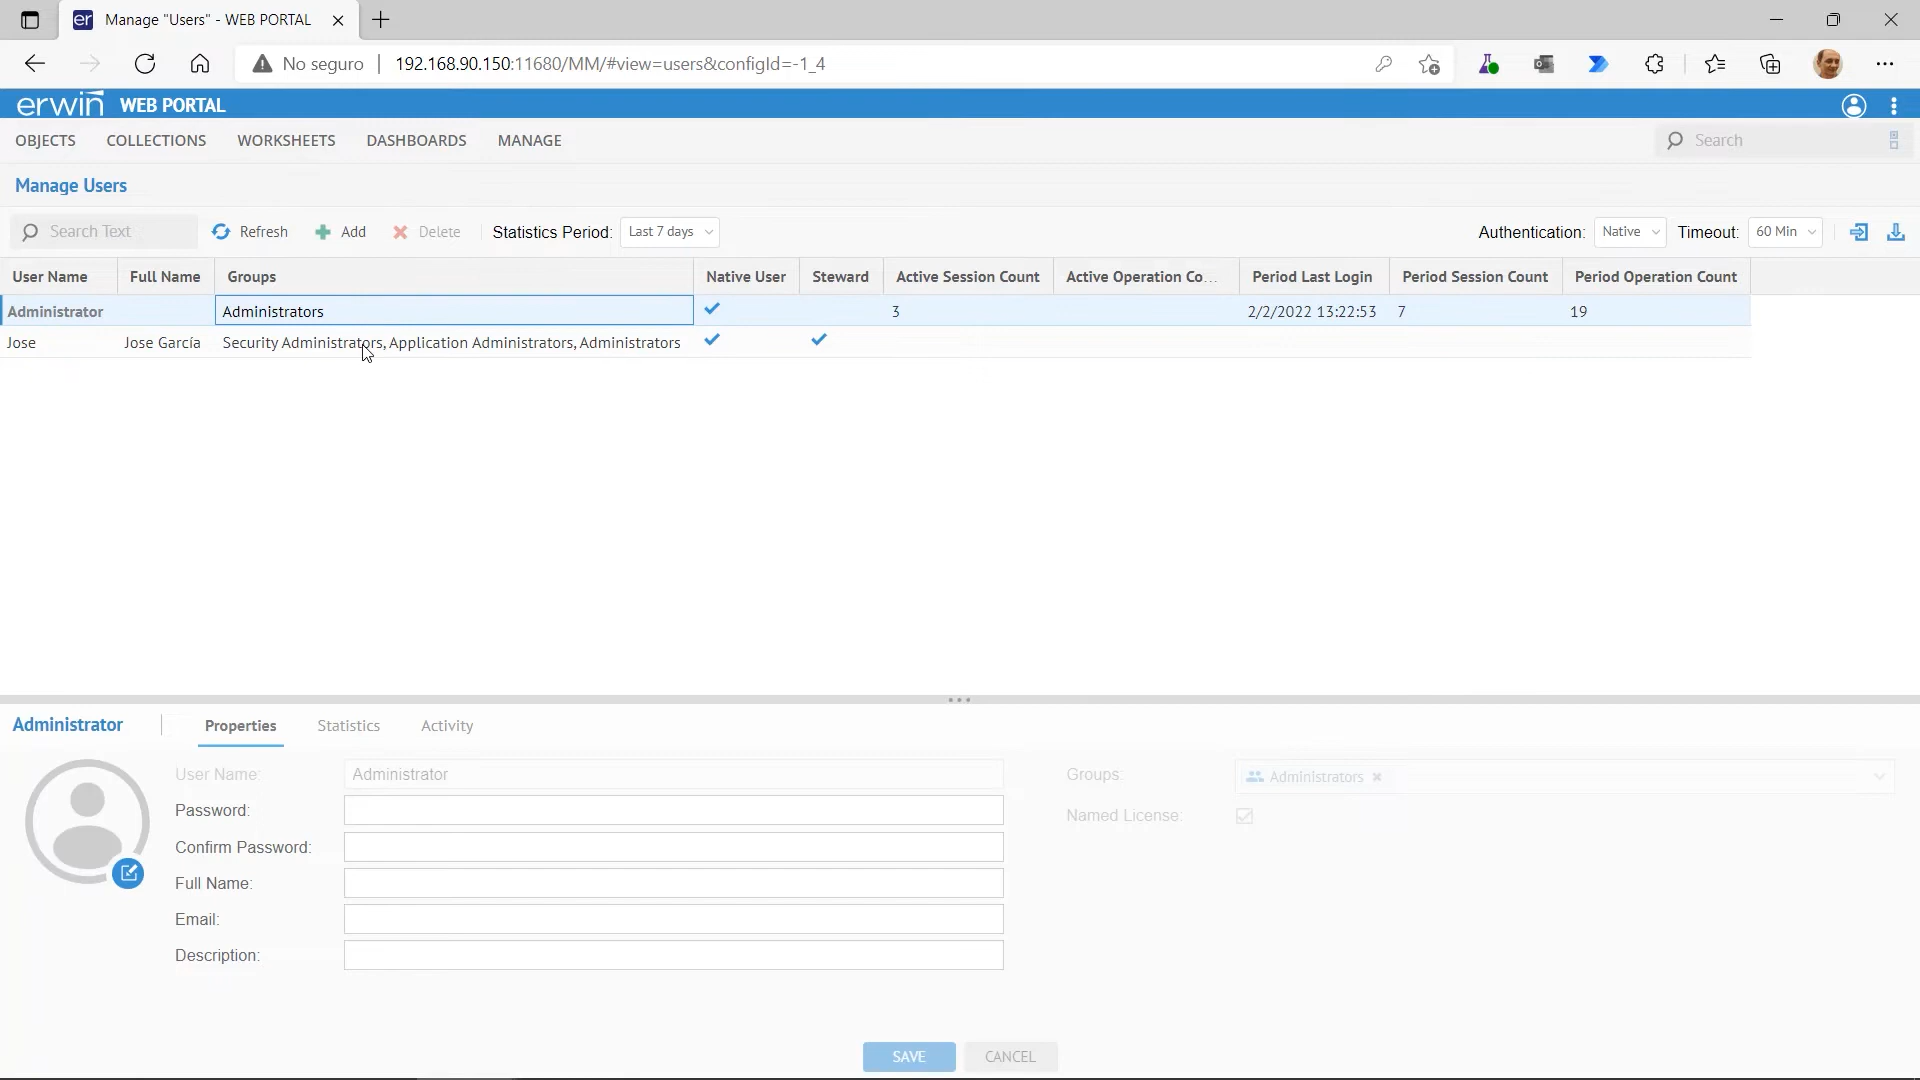 Manage "Users" - WEB PORTAL
No seguro 192.168.90.150:11680/MM/#view=users&configId=-1_4
erwin WEB PORTAL
OBJECTS COLLECTIONS WORKSHEETS DASHBOARDS MANAGE Search
Manage Users
Search Text Refresh Add Delete Statistics Period: Last 7 days Authentication: Native Timeout: 60 Min
User Name Full Name Groups Native User Steward Active Session Count Active Operation Co... Period Last Login Period Session Count Period Operation Count
Administrator Administrators 3 2/2/2022 13:22:53 7 19
Jose Jose García Security Administrators, Application Administrators, Administrators
Administrator Properties Statistics Activity
User Name: Administrator Groups: Administrators
Password: Named License:
Confirm Password:
Full Name:
Email:
Description:
SAVE CANCEL